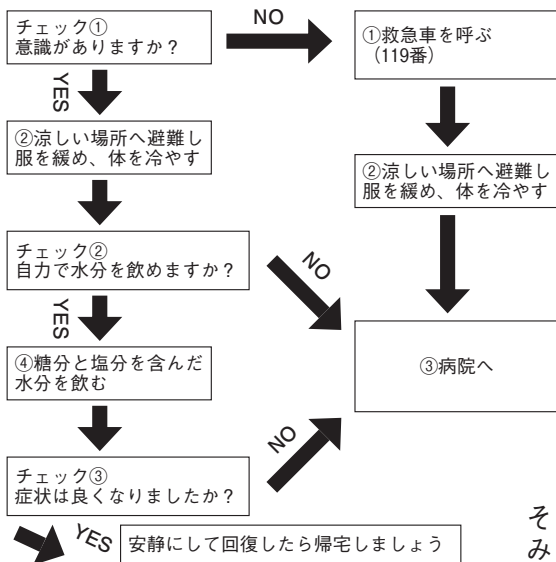 チェック①
意識がありますか？
NO
①救急車を呼ぶ
（119番）
YES
②涼しい場所へ避難し
服を緩め、体を冷やす
②涼しい場所へ避難し
服を緩め、体を冷やす
チェック②
自力で水分を飲めますか？
NO
YES
④糖分と塩分を含んだ
水分を飲む
③病院へ
チェック③
症状は良くなりましたか？
NO
YES
安静にして回復したら帰宅しましょう
そ
み